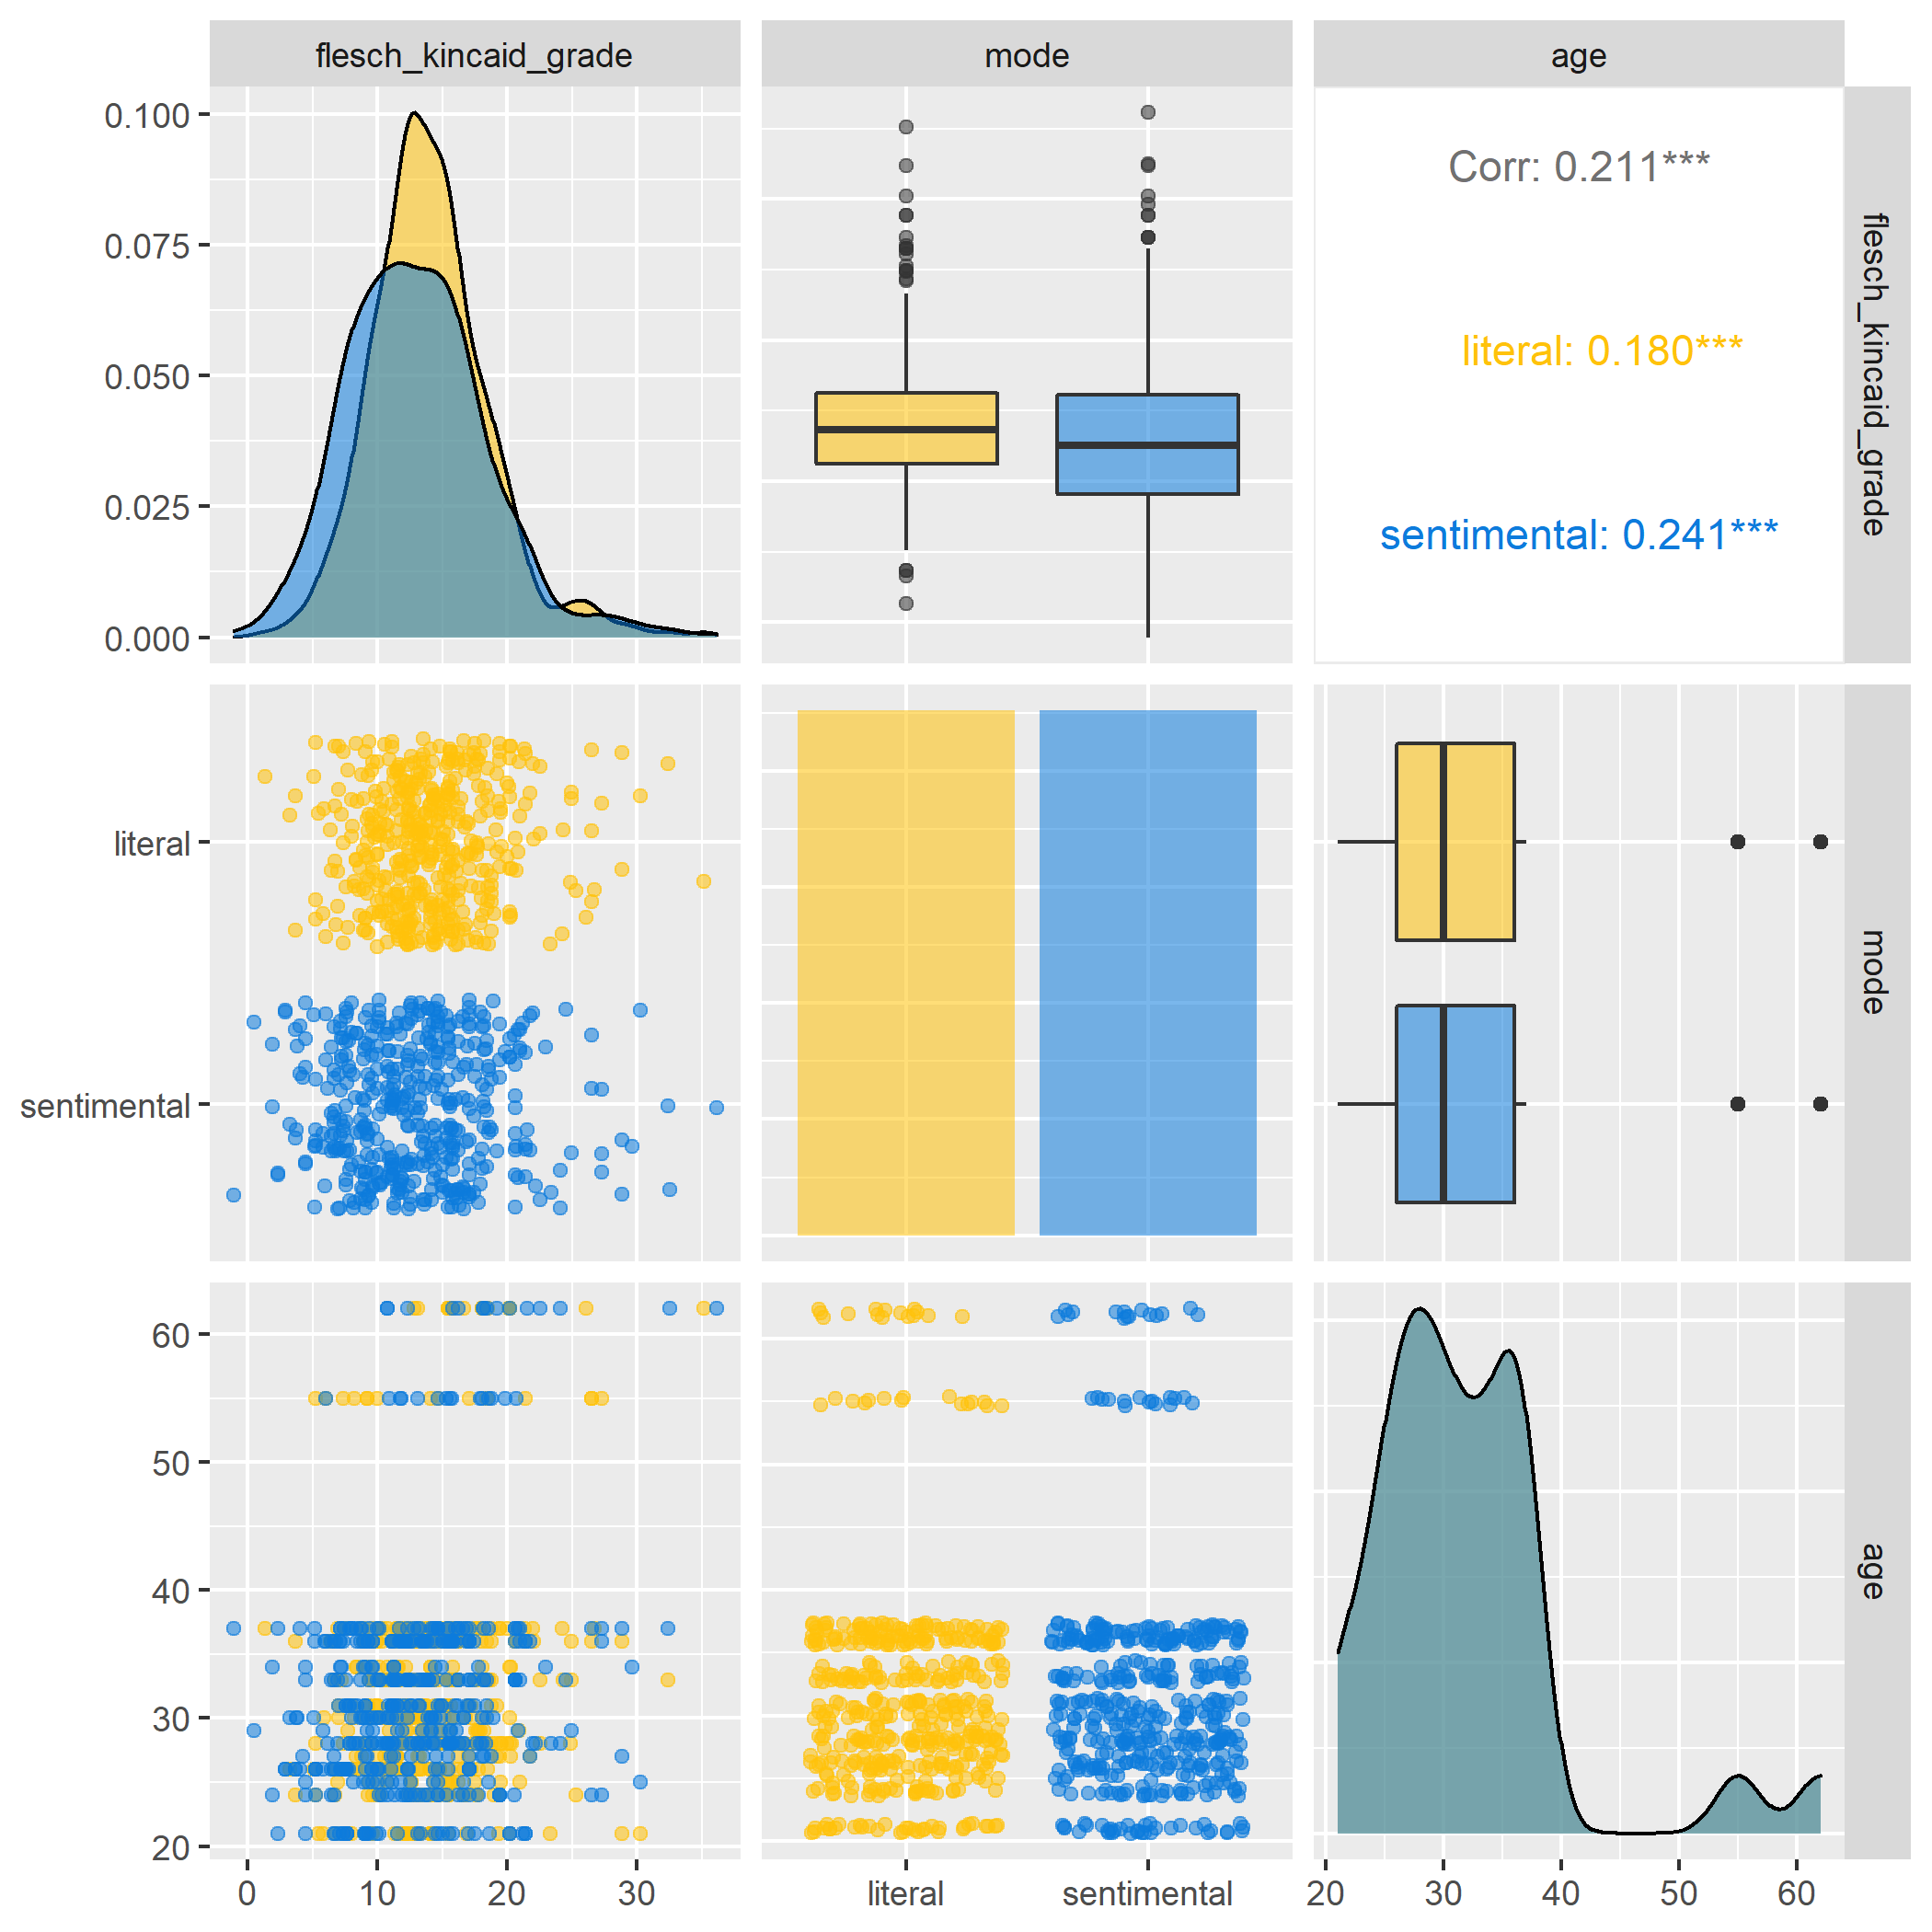 flesch_kincaid_grade
mode
age
0.100
0.075
0.050
0.025
0.000
Corr: 0.211***
literal: 0.180***
sentimental: 0.241***
flesch_kincaid_grade
literal
sentimental
mode
60
50
40
30
20
age
0 10 20 30
literal sentimental
20 30 40 50 60